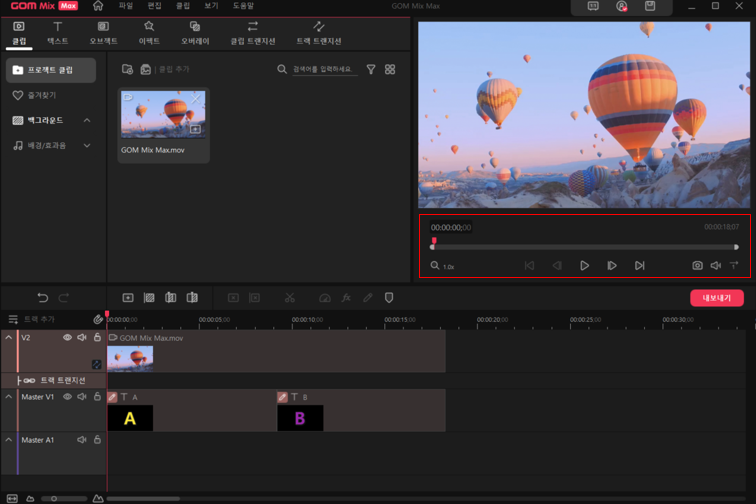 GOM Mix Max 파일 편집 클립 보기 도움말 GOM Mix Max
클립 텍스트 오브젝트 이펙트 오버레이 클립 트랜지션 트랙 트랜지션
프로젝트 클립
클립 추가
검색어를 입력하세요.
즐겨찾기
백그라운드
배경/효과음
GOM Mix Max.mov
00:00:00;00
00:00:18;07
1.0x
내보내기
트랙 추가
00:00:00;00 00:00:05;00 00:00:10;00 00:00:15;00 00:00:20;00 00:00:25;00 00:00:30;00
V2
GOM Mix Max.mov
트랙 트랜지션
Master V1
T A
T B
A
B
Master A1